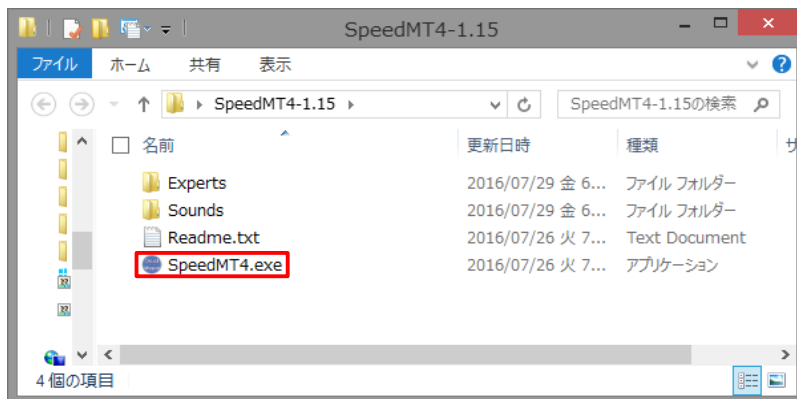 SpeedMT4-1.15
ファイル ホーム 共有 表示
SpeedMT4-1.15 SpeedMT4-1.15の検索
名前 更新日時 種類 サ
Experts 2016/07/29 金 6... ファイル フォルダー
Sounds 2016/07/29 金 6... ファイル フォルダー
Readme.txt 2016/07/26 火 7... Text Document
SpeedMT4.exe 2016/07/26 火 7... アプリケーション
4 個の項目